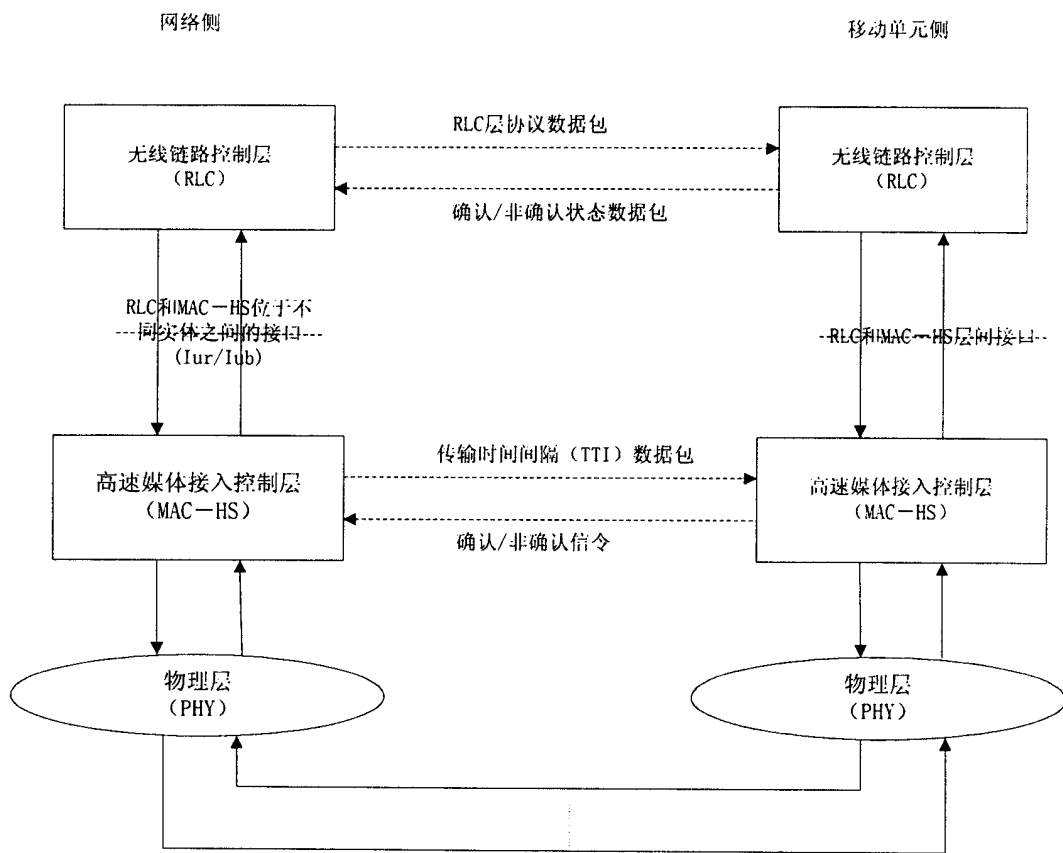 网络侧
移动单元侧
RLC层协议数据包
无线链路控制层
（RLC）
无线链路控制层
（RLC）
确认/非确认状态数据包
RLC和MAC－HS位于不
同实体之间的接口
(Iur/Iub)
RLC和MAC－HS层间接口
传输时间间隔（TTI）数据包
高速媒体接入控制层
（MAC－HS）
高速媒体接入控制层
（MAC－HS）
确认/非确认信令
物理层
（PHY）
物理层
（PHY）